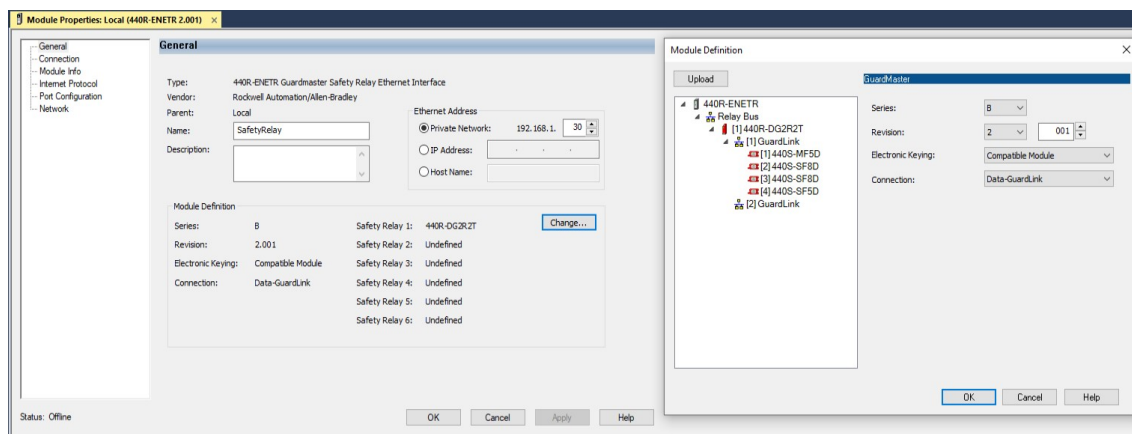 Module Properties: Local (440R-ENETR 2.001) ×
General
Connection
Module Info
Internet Protocol
Port Configuration
Network
General
Type: 440R-ENETR Guardmaster Safety Relay Ethernet Interface
Vendor: Rockwell Automation/Allen-Bradley
Parent: Local
Name: SafetyRelay
Description:
Ethernet Address
Private Network: 192.168.1. 30
IP Address: . . .
Host Name:
Module Definition
Series: B
Revision: 2.001
Electronic Keying: Compatible Module
Connection: Data-GuardLink
Safety Relay 1: 440R-DG2R2T
Safety Relay 2: Undefined
Safety Relay 3: Undefined
Safety Relay 4: Undefined
Safety Relay 5: Undefined
Safety Relay 6: Undefined
Change...
Status: Offline
OK Cancel Apply Help
Module Definition
Upload
440R-ENETR
Relay Bus
[1] 440R-DG2R2T
[1] GuardLink
[1] 440S-MF5D
[2] 440S-SF8D
[3] 440S-SF8D
[4] 440S-SF5D
[2] GuardLink
GuardMaster
Series: B
Revision: 2 001
Electronic Keying: Compatible Module
Connection: Data-GuardLink
OK Cancel Help